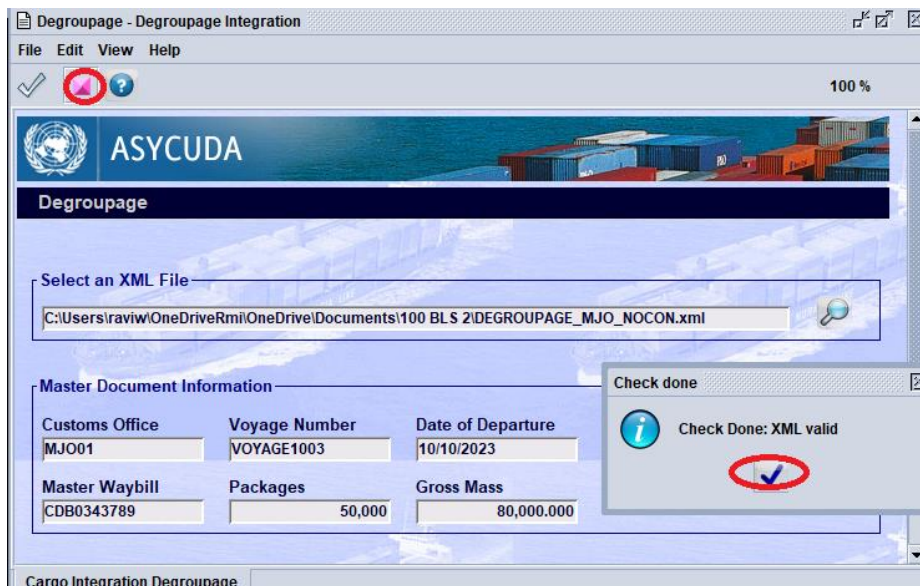 Degroupage - Degroupage Integration
File Edit View Help
100 %
ASYCUDA
Degroupage
Select an XML File
C:\Users\raviw\OneDriveRmi\OneDrive\Documents\100 BLS 2\DEGROUPAGE_MJO_NOCON.xml
Master Document Information
Customs Office Voyage Number Date of Departure
MJO01 VOYAGE1003 10/10/2023
Master Waybill Packages Gross Mass
CDB0343789 50,000 80,000.000
Check done
Check Done: XML valid
Cargo Integration Degroupage